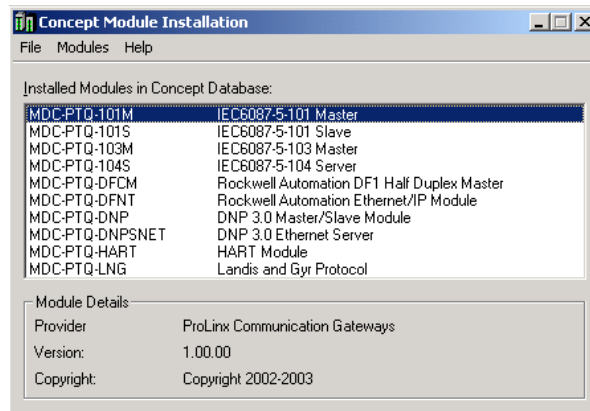 Concept Module Installation
File Modules Help
Installed Modules in Concept Database:
MDC-PTQ-101M IEC6087-5-101 Master
MDC-PTQ-101S IEC6087-5-101 Slave
MDC-PTQ-103M IEC6087-5-103 Master
MDC-PTQ-104S IEC6087-5-104 Server
MDC-PTQ-DFCM Rockwell Automation DF1 Half Duplex Master
MDC-PTQ-DFNT Rockwell Automation Ethernet/IP Module
MDC-PTQ-DNP DNP 3.0 Master/Slave Module
MDC-PTQ-DNPSNET DNP 3.0 Ethernet Server
MDC-PTQ-HART HART Module
MDC-PTQ-LNG Landis and Gyr Protocol
Module Details
Provider ProLinx Communication Gateways
Version: 1.00.00
Copyright: Copyright 2002-2003